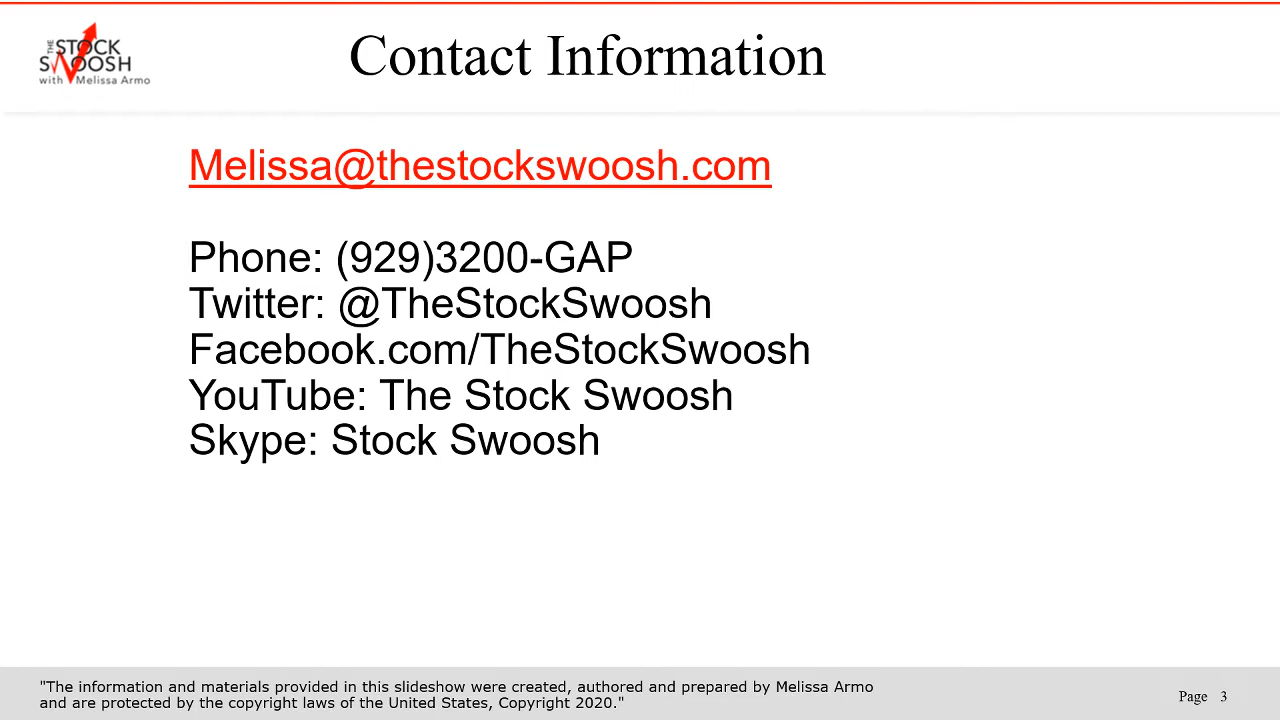 THE STOCK
SWOOSH
with Melissa Armo
Contact Information
Melissa@thestockswoosh.com
Phone: (929)3200-GAP
Twitter: @TheStockSwoosh
Facebook.com/TheStockSwoosh
YouTube: The Stock Swoosh
Skype: Stock Swoosh
"The information and materials provided in this slideshow were created, authored and prepared by Melissa Armo
and are protected by the copyright laws of the United States, Copyright 2020."
Page 3